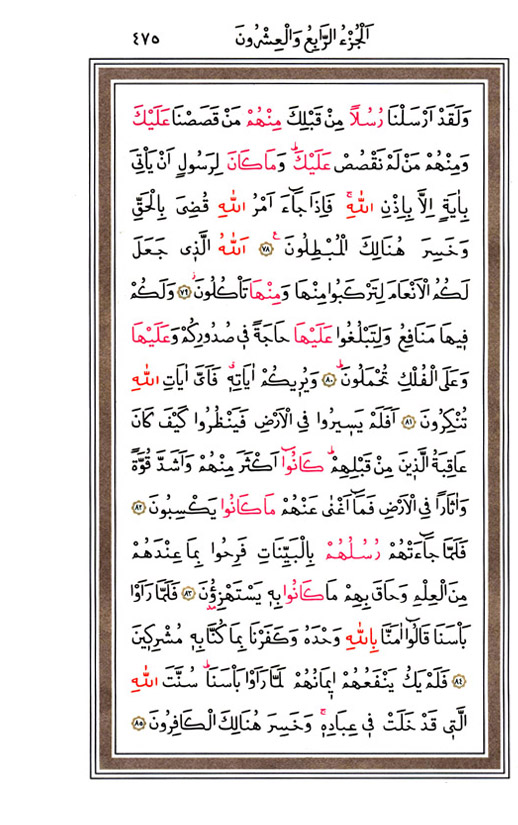 اَلْجُزْءُ الرَّابِعُ وَالْعِشْرُونَ ٤٧٥
وَلَقَدْ اَرْسَلْنَا رُسُلاً مِنْ قَبْلِكَ مِنْهُمْ مَنْ قَصَصْنَا عَلَيْكَ
وَمِنْهُمْ مَنْ لَمْ نَقْصُصْ عَلَيْكَۜ وَمَا كَانَ لِرَسُولٍ اَنْ يَأْتِيَ
بِاٰيَةٍ اِلَّا بِاِذْنِ اللّٰهِۚ فَاِذَا جَٓاءَ اَمْرُ اللّٰهِ قُضِيَ بِالْحَقِّ
وَخَسِرَ هُنَالِكَ الْمُبْطِلُونَ۟ ﴿٧٨﴾ اَللّٰهُ الَّذ۪ي جَعَلَ
لَكُمُ الْاَنْعَامَ لِتَرْكَبُوا مِنْهَا وَمِنْهَا تَأْكُلُونَۘ ﴿٧٩﴾ وَلَكُمْ
ف۪يهَا مَنَافِعُ وَلِتَبْلُغُوا عَلَيْهَا حَاجَةً ف۪ي صُدُورِكُمْ وَعَلَيْهَا
وَعَلَى الْفُلْكِ تُحْمَلُونَۜ ﴿٨٠﴾ وَيُر۪يكُمْ اٰيَاتِه۪ۗ فَاَيَّ اٰيَاتِ اللّٰهِ
تُنْكِرُونَ ﴿٨١﴾ اَفَلَمْ يَس۪يرُوا فِي الْاَرْضِ فَيَنْظُرُوا كَيْفَ كَانَ
عَاقِبَةُ الَّذ۪ينَ مِنْ قَبْلِهِمْۜ كَانُٓوا اَكْثَرَ مِنْهُمْ وَاَشَدَّ قُوَّةً
وَاٰثَاراً فِي الْاَرْضِ فَمَٓا اَغْنٰى عَنْهُمْ مَا كَانُوا يَكْسِبُونَ ﴿٨٢﴾
فَلَمَّا جَٓاءَتْهُمْ رُسُلُهُمْ بِالْبَيِّنَاتِ فَرِحُوا بِمَا عِنْدَهُمْ
مِنَ الْعِلْمِ وَحَاقَ بِهِمْ مَا كَانُوا بِه۪ يَسْتَهْزِؤُ۫نَ ﴿٨٣﴾ فَلَمَّا رَاَوْا
بَأْسَنَا قَالُٓوا اٰمَنَّا بِاللّٰهِ وَحْدَهُ وَكَفَرْنَا بِمَا كُنَّا بِه۪ مُشْرِك۪ينَ
﴿٨٤﴾ فَلَمْ يَكُ يَنْفَعُهُمْ ا۪يمَانُهُمْ لَمَّا رَاَوْا بَأْسَنَاۜ سُنَّتَ اللّٰهِ
الَّت۪ي قَدْ خَلَتْ ف۪ي عِبَادِه۪ۚ وَخَسِرَ هُنَالِكَ الْكَافِرُونَ ﴿٨٥﴾